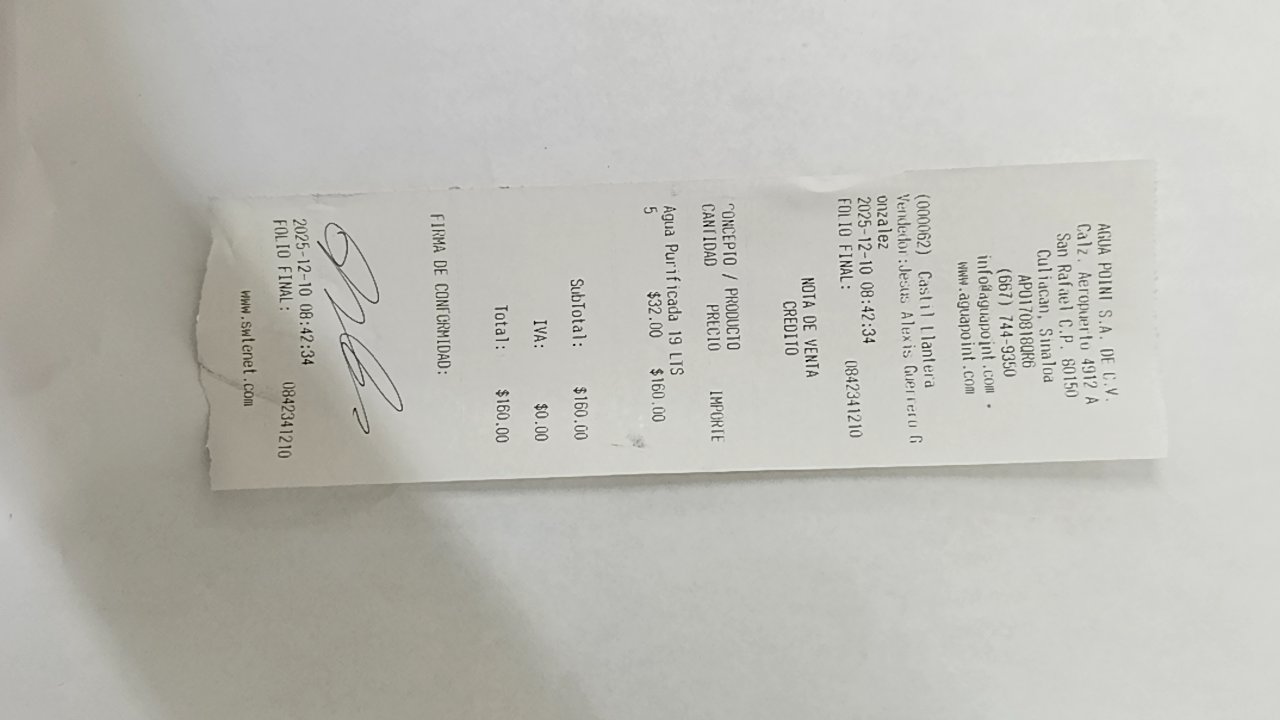 AGUA POINT S.A. DE C.V.
Calz. Aeropuerto 4912 A
San Rafael C.P. 80150
Culiacan, Sinaloa
APO170818QR6
(667) 744-9350
info@aguapoint.com
www.aguapoint.com
(000062) Castil Llantera
Vendedor:Jesus Alexis Guerrero G
onzalez
2025-12-10 08:42:34
FOLIO FINAL: 0842341210
NOTA DE VENTA
CREDITO
CONCEPTO / PRODUCTO
CANTIDAD PRECIO IMPORTE
Agua Purificada 19 LTS
5 $32.00 $160.00
SubTotal: $160.00
IVA: $0.00
Total: $160.00
FIRMA DE CONFORMIDAD:
2025-12-10 08:42:34
FOLIO FINAL: 0842341210
www.swtenet.com